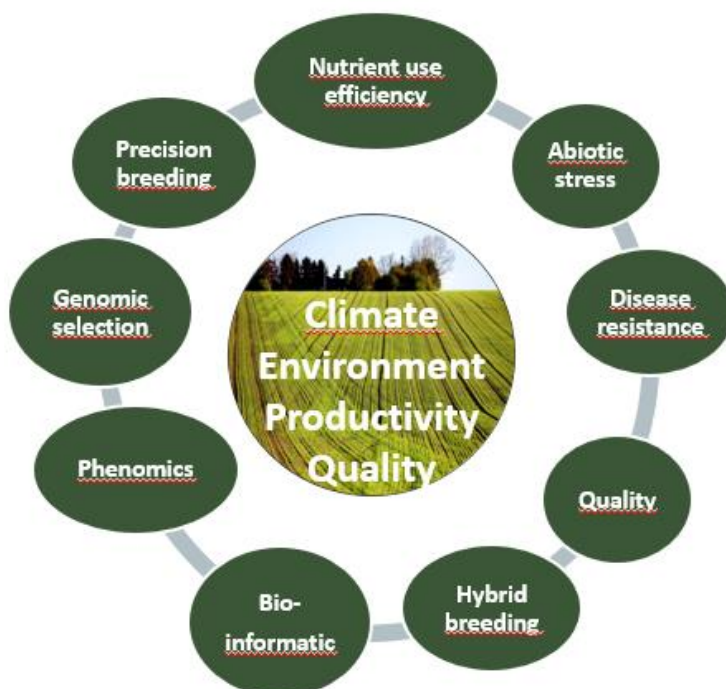 Nutrient use
efficiency
Abiotic
stress
Disease
resistance
Quality
Hybrid
breeding
Bio-
informatic
Phenomics
Genomic
selection
Precision
breeding
Climate
Environment
Productivity
Quality